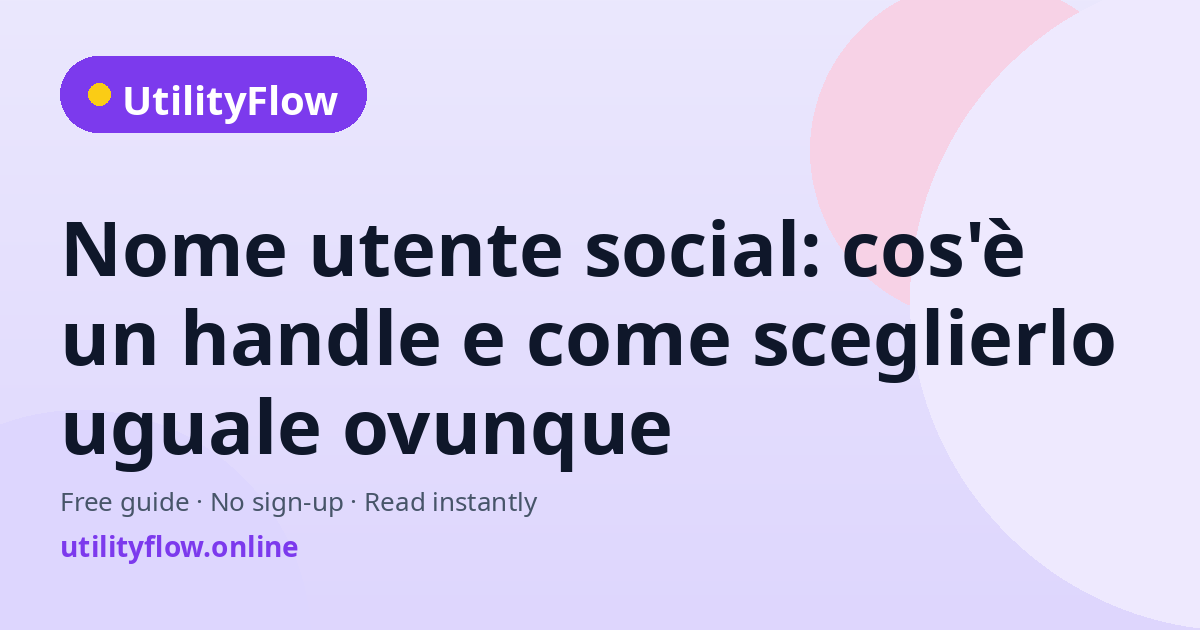 UtilityFlow
Nome utente social: cos'è
un handle e come sceglierlo
uguale ovunque
Free guide · No sign-up · Read instantly
utilityflow.online